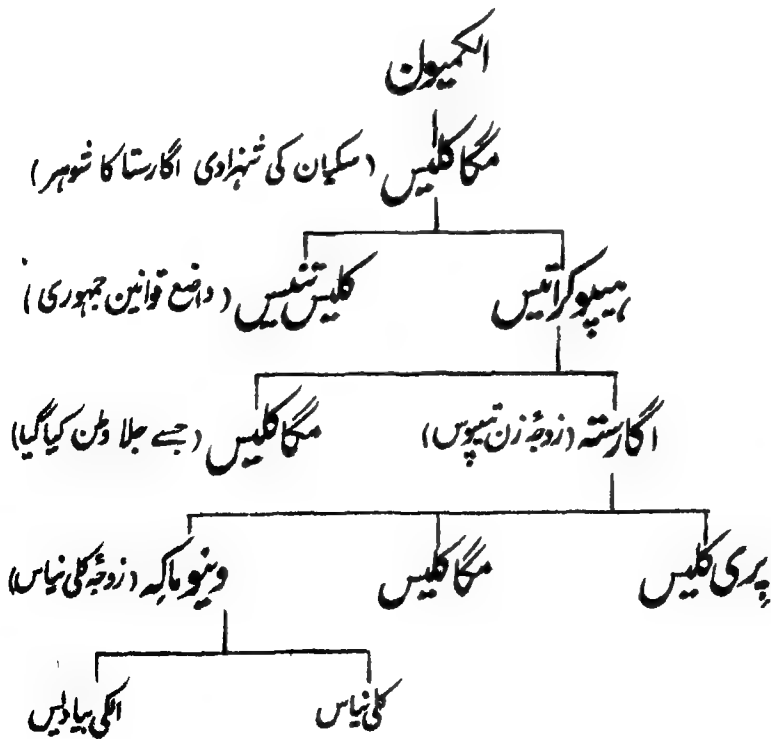 الکمیون
مگاکلیس (سکیان کی شہزادی اگارستا کا شوہر)
ہیپوکراتیس کلیس تنیس (واضع قوانین جمہوری)
اگارستہ (زوجۂ زن تیپوس) مگاکلیس (جسے جلا وطن کیا گیا)
پری کلیس مگاکلیس دینوماکہ (زوجۂ کلی نیاس)
کلی نیاس الکی بیادیس